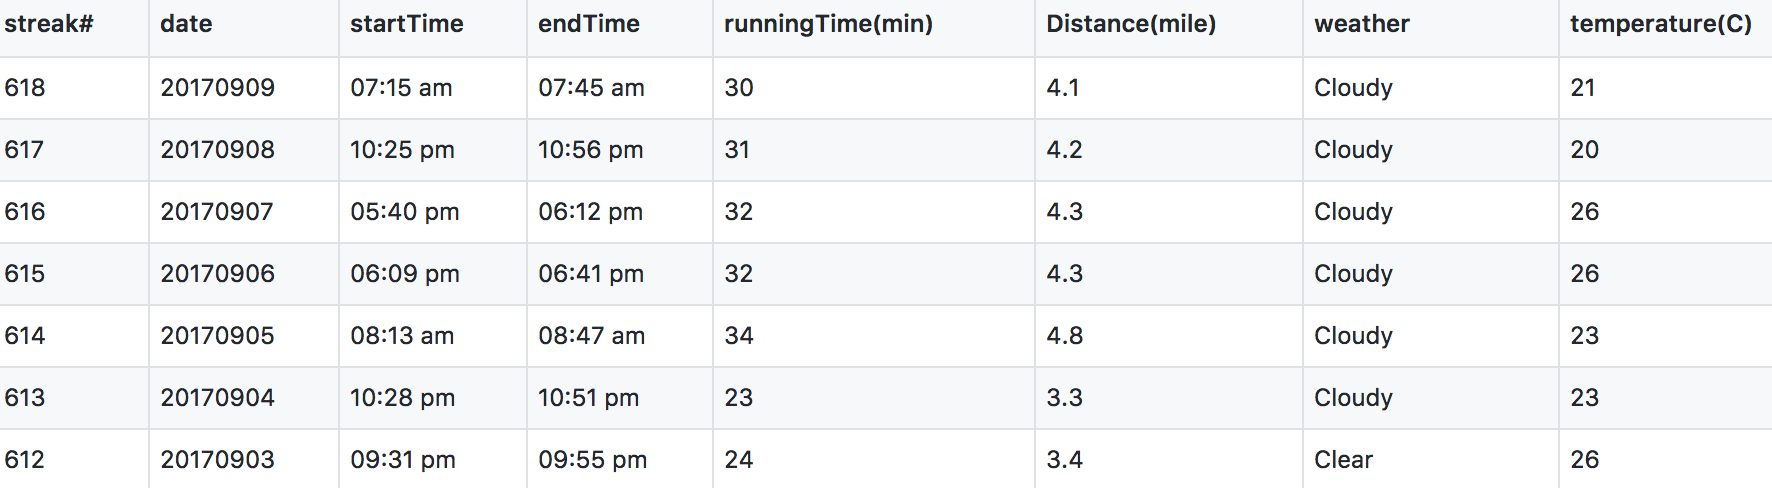 streak# date startTime endTime runningTime(min) Distance(mile) weather temperature(C)
618 20170909 07:15 am 07:45 am 30 4.1 Cloudy 21
617 20170908 10:25 pm 10:56 pm 31 4.2 Cloudy 20
616 20170907 05:40 pm 06:12 pm 32 4.3 Cloudy 26
615 20170906 06:09 pm 06:41 pm 32 4.3 Cloudy 26
614 20170905 08:13 am 08:47 am 34 4.8 Cloudy 23
613 20170904 10:28 pm 10:51 pm 23 3.3 Cloudy 23
612 20170903 09:31 pm 09:55 pm 24 3.4 Clear 26